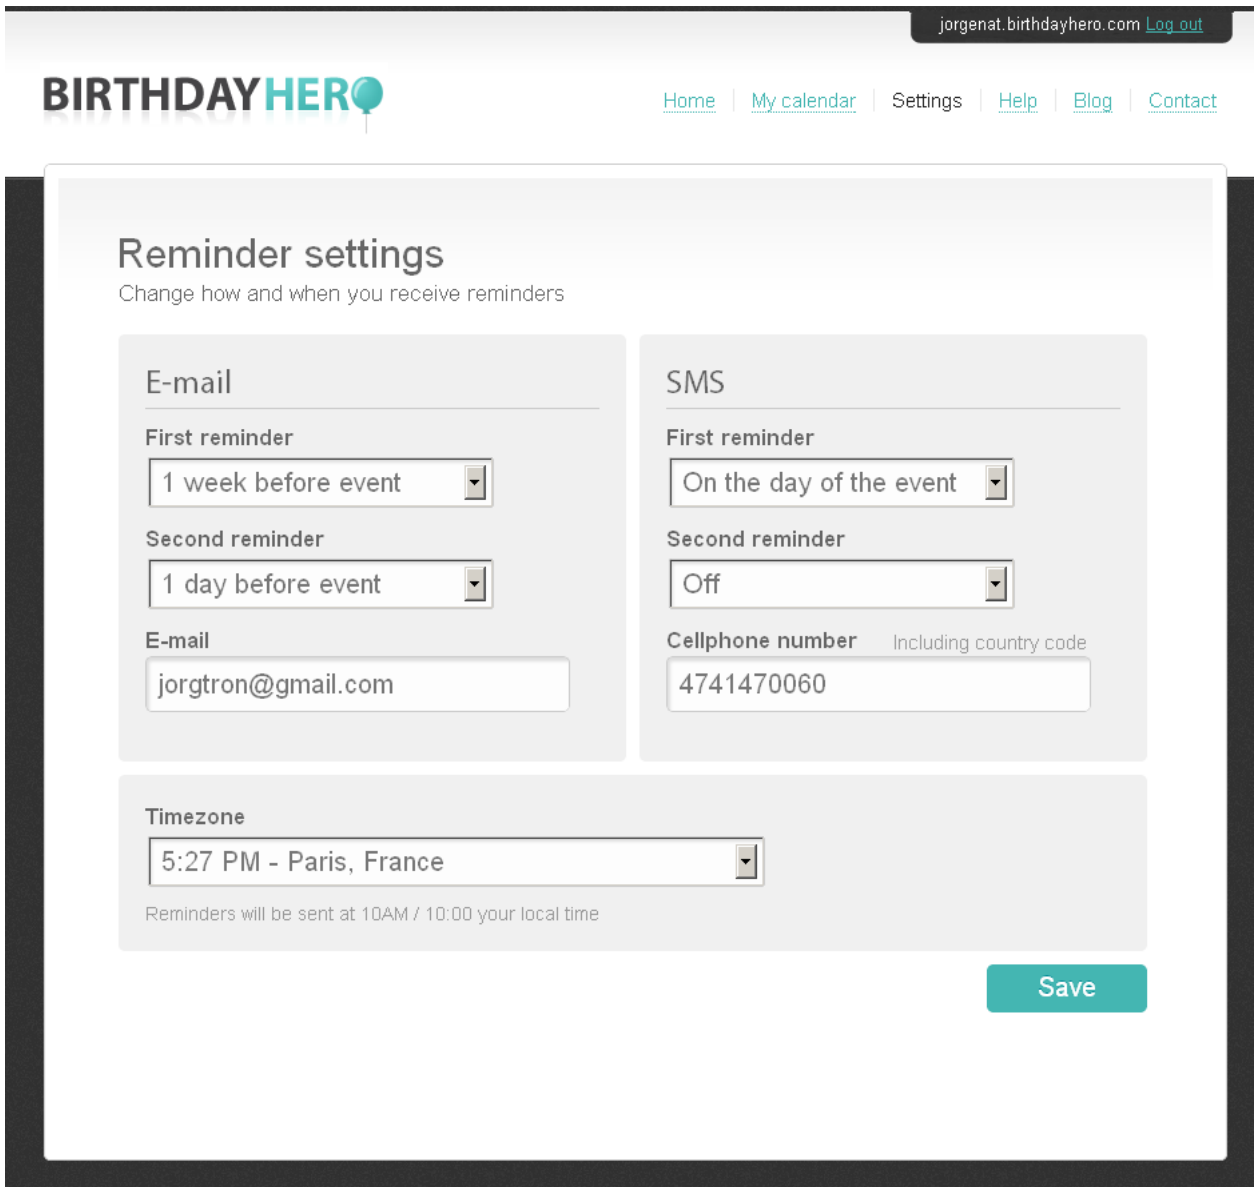 jorgenat.birthdayhero.com Log out
BIRTHDAYHERO
Home My calendar Settings Help Blog Contact
Reminder settings
Change how and when you receive reminders
E-mail
First reminder
1 week before event
Second reminder
1 day before event
E-mail
jorgtron@gmail.com
SMS
First reminder
On the day of the event
Second reminder
Off
Cellphone number Including country code
4741470060
Timezone
5:27 PM - Paris, France
Reminders will be sent at 10AM / 10:00 your local time
Save